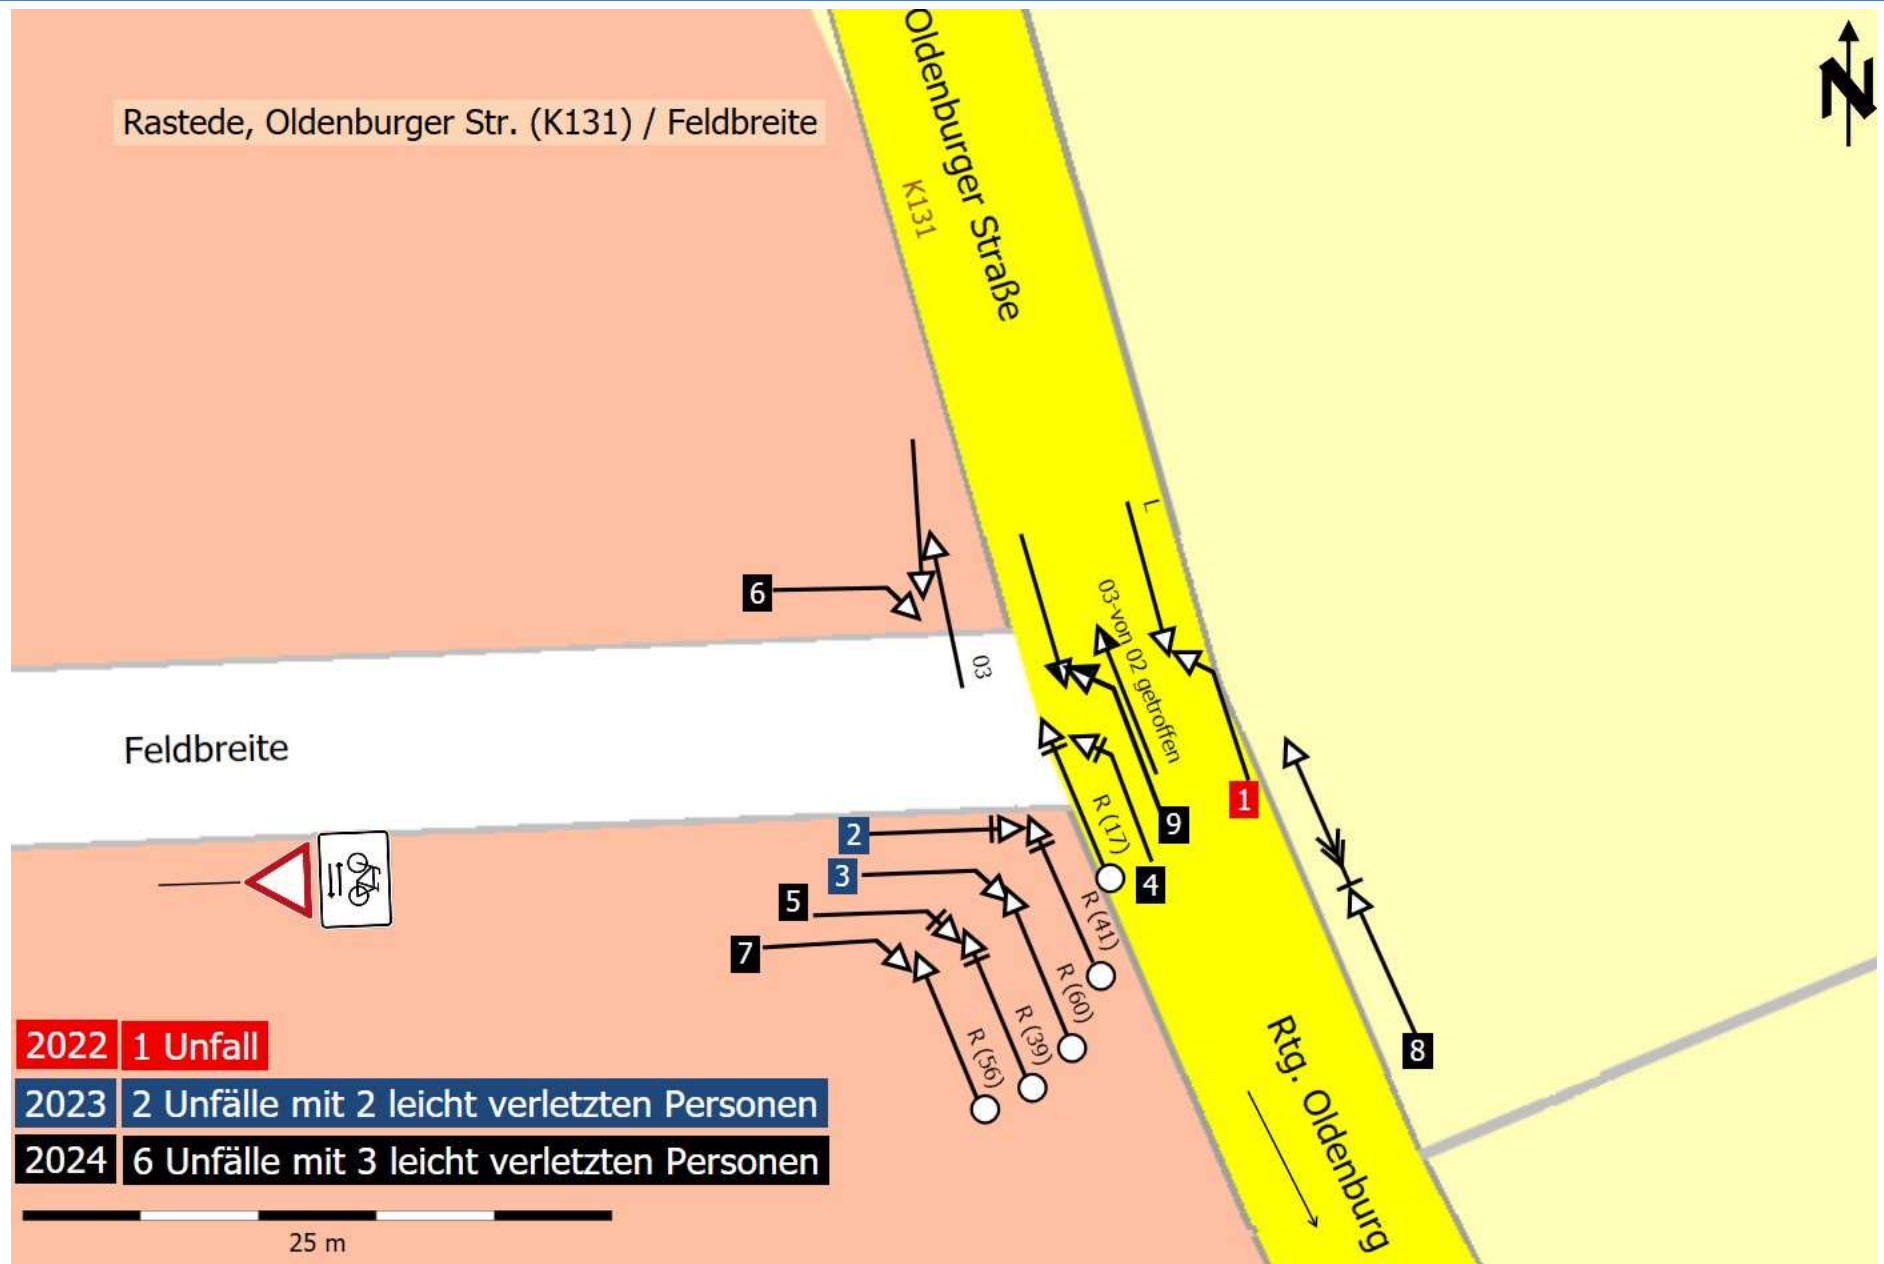 Oldenburger Straße
K131
N
Rastede, Oldenburger Str. (K131) / Feldbreite
L
03-von 02 getroffen
6
03
Feldbreite
1
9
4
R (17)
2
3
5
7
R (41)
R (60)
R (39)
R (56)
8
Rtg. Oldenburg
2022 1 Unfall
2023 2 Unfälle mit 2 leicht verletzten Personen
2024 6 Unfälle mit 3 leicht verletzten Personen
25 m